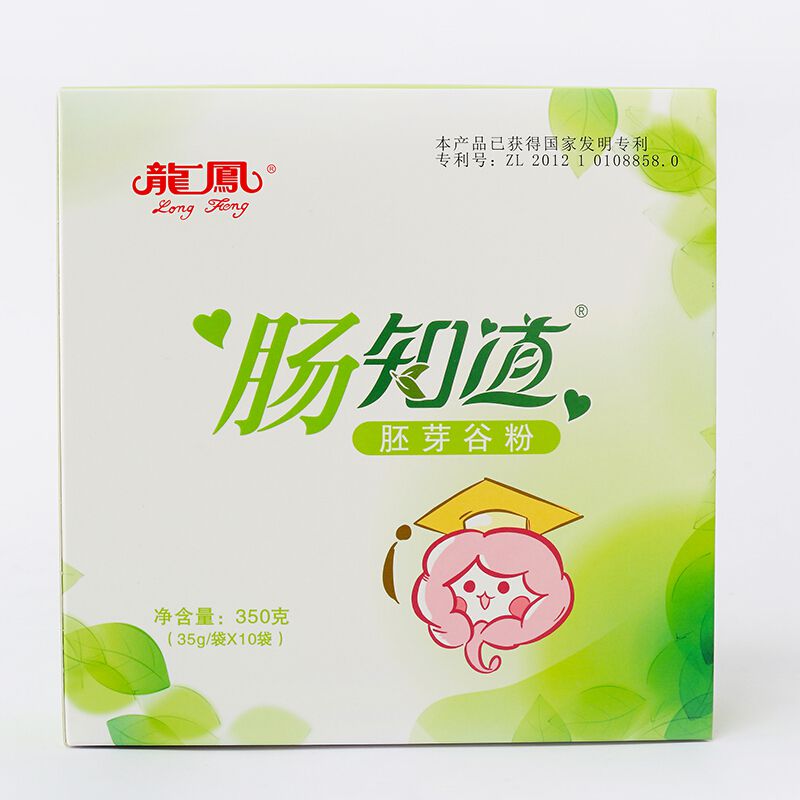 本产品已获得国家发明专利
专利号：ZL 2012 1 0108858.0
龍鳳®
Long Feng
肠知道®
胚芽谷粉
净含量：350克
（35g/袋X10袋）